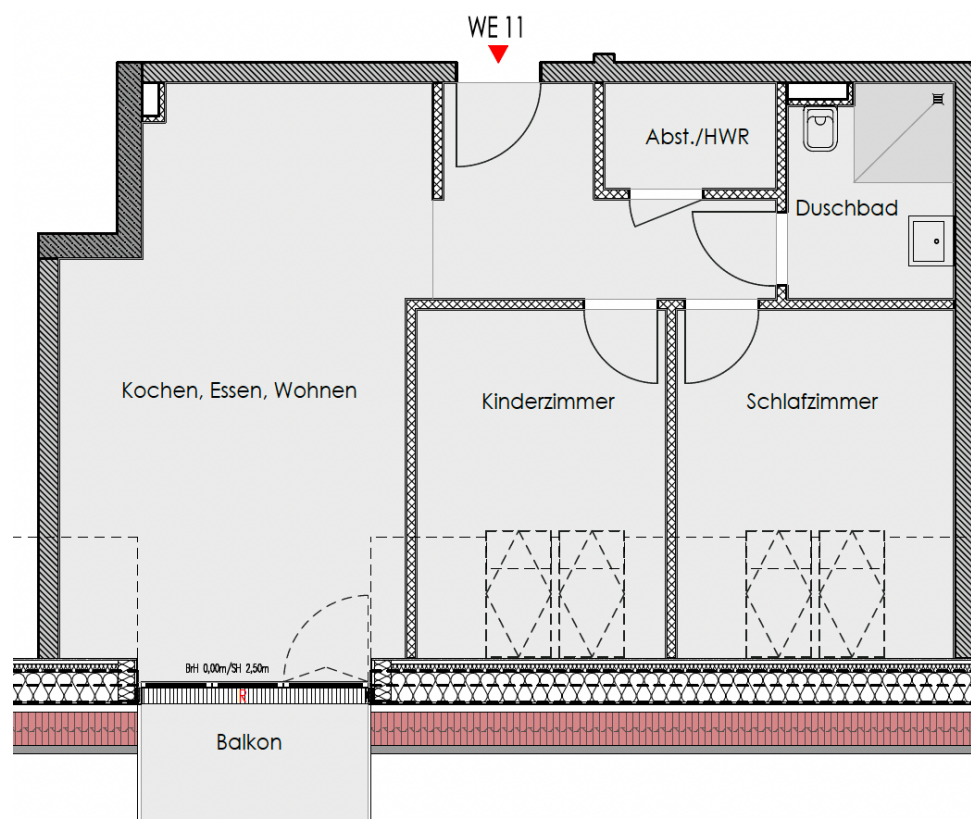 WE 11
Abst./HWR
Duschbad
Kochen, Essen, Wohnen
Kinderzimmer
Schlafzimmer
BrH 0,00m/SH 2,50m
R
Balkon